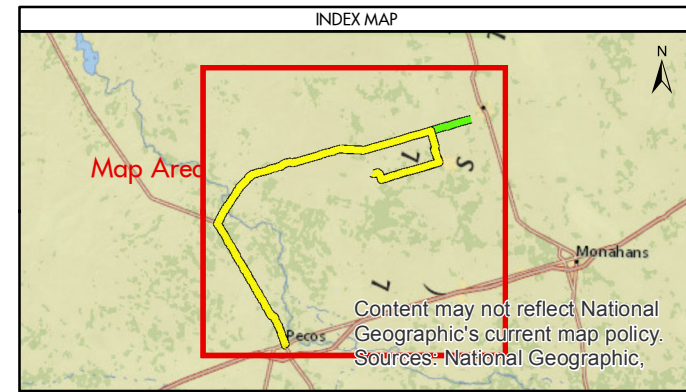 INDEX MAP
N
Map Area
L
S
L
Monahans
Pecos
Content may not reflect National
Geographic's current map policy.
Sources: National Geographic,